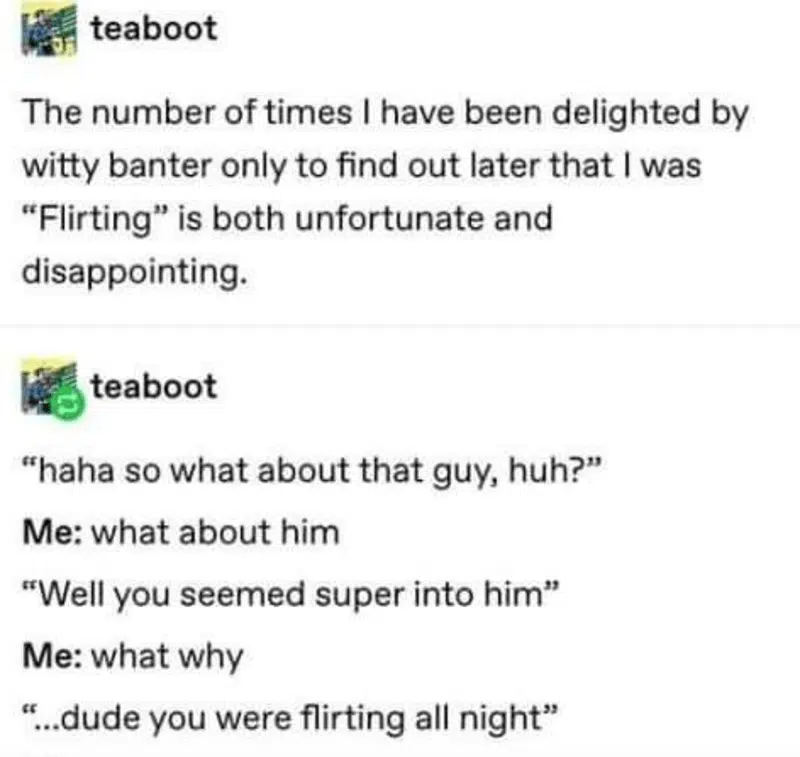 teaboot
The number of times I have been delighted by
witty banter only to find out later that I was
“Flirting” is both unfortunate and
disappointing.
teaboot
“haha so what about that guy, huh?”
Me: what about him
“Well you seemed super into him”
Me: what why
“...dude you were flirting all night”